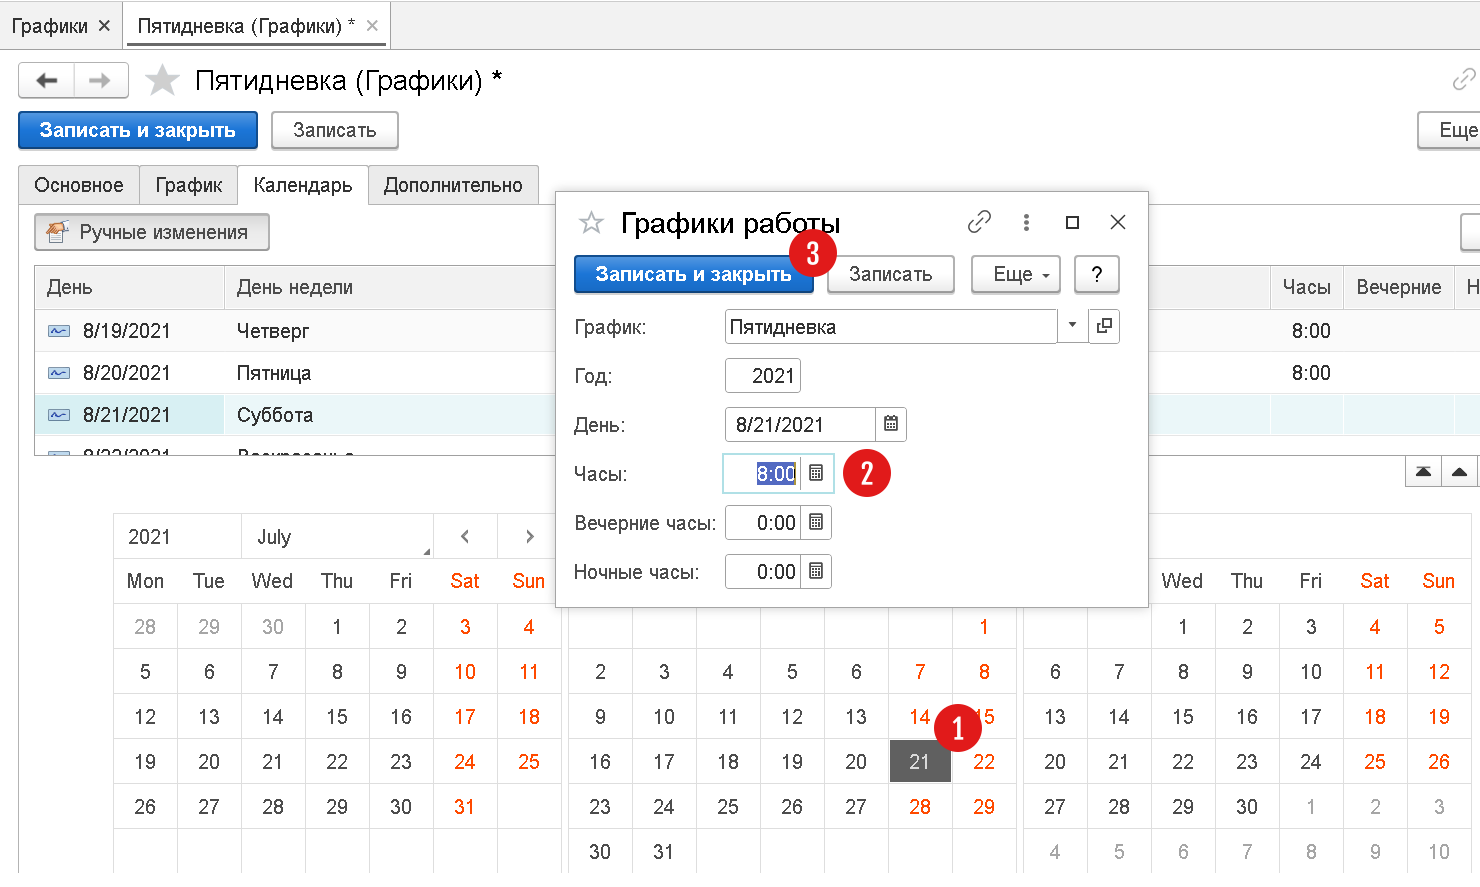 Графики × Пятидневка (Графики) * ×
Пятидневка (Графики) *
Записать и закрыть Записать Еще
Основное График Календарь Дополнительно
Ручные изменения
День День недели Часы Вечерние Н
8/19/2021 Четверг 8:00
8/20/2021 Пятница 8:00
8/21/2021 Суббота
8/22/2021 Воскресенье
Графики работы
3
Записать и закрыть Записать Еще ?
График: Пятидневка
Год: 2021
День: 8/21/2021
Часы: 8:00 2
Вечерние часы: 0:00
Ночные часы: 0:00
2021 July < >
Mon Tue Wed Thu Fri Sat Sun
28 29 30 1 2 3 4
5 6 7 8 9 10 11
12 13 14 15 16 17 18
19 20 21 22 23 24 25
26 27 28 29 30 31
1
2 3 4 5 6 7 8
9 10 11 12 13 14 15
1
16 17 18 19 20 21 22
23 24 25 26 27 28 29
30 31
Wed Thu Fri Sat Sun
1 2 3 4 5
6 7 8 9 10 11 12
13 14 15 16 17 18 19
20 21 22 23 24 25 26
27 28 29 30 1 2 3
4 5 6 7 8 9 10